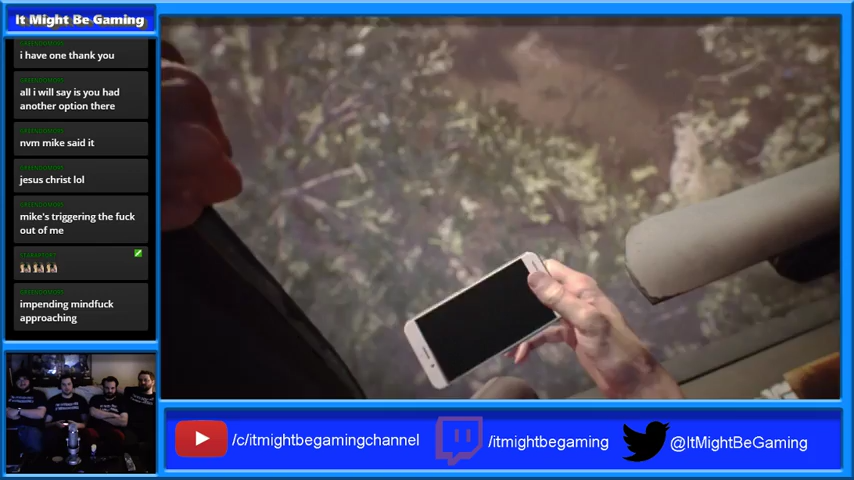 It Might Be Gaming
i have one thank you
all i will say is you had
another option there
nvm mike said it
jesus christ lol
mike's triggering the fuck
out of me
impending mindfuck
approaching
/c/itmightbegamingchannel
/itmightbegaming
@ItMightBeGaming